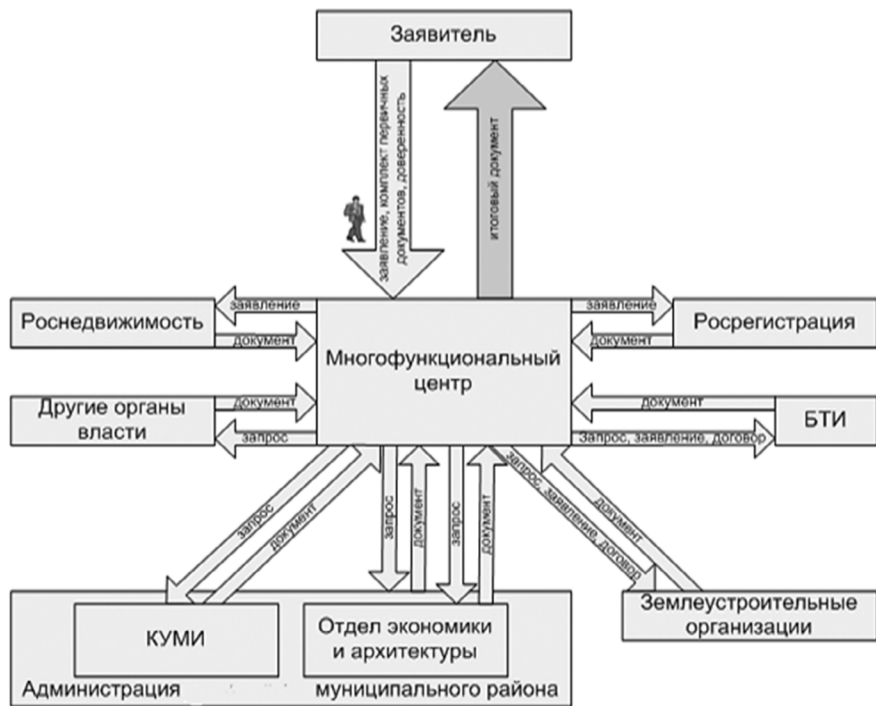 Заявитель
заявление, комплект первичных
документов, доверенность
итоговый документ
Роснедвижимость
заявление
документ
Многофункциональный
центр
заявление
документ
Росрегистрация
Другие органы
власти
документ
запрос
документ
Запрос, заявление, договор
БТИ
запрос
документ
запрос
документ
запрос
документ
запрос, заявление, договор
документ
КУМИ
Отдел экономики
и архитектуры
Землеустроительные
организации
Администрация муниципального района